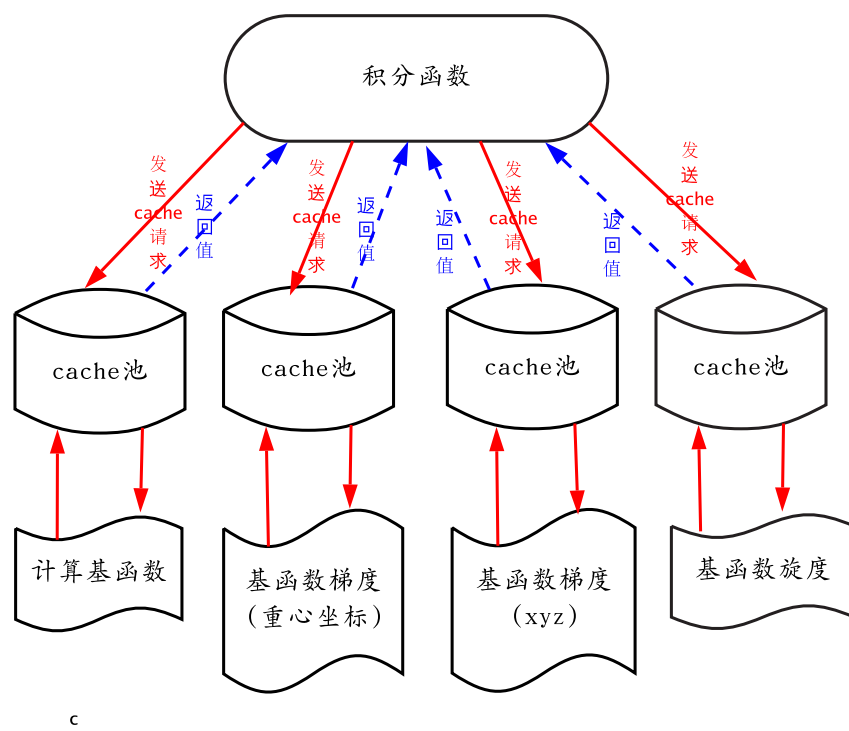 积分函数
发
送
cache
请
求
返
回
值
发
送
cache
请
求
返
回
值
发
送
cache
请
求
返
回
值
发
送
cache
请
求
返
回
值
cache池
cache池
cache池
cache池
计算基函数
基函数梯度
(重心坐标)
基函数梯度
(xyz)
基函数旋度
c